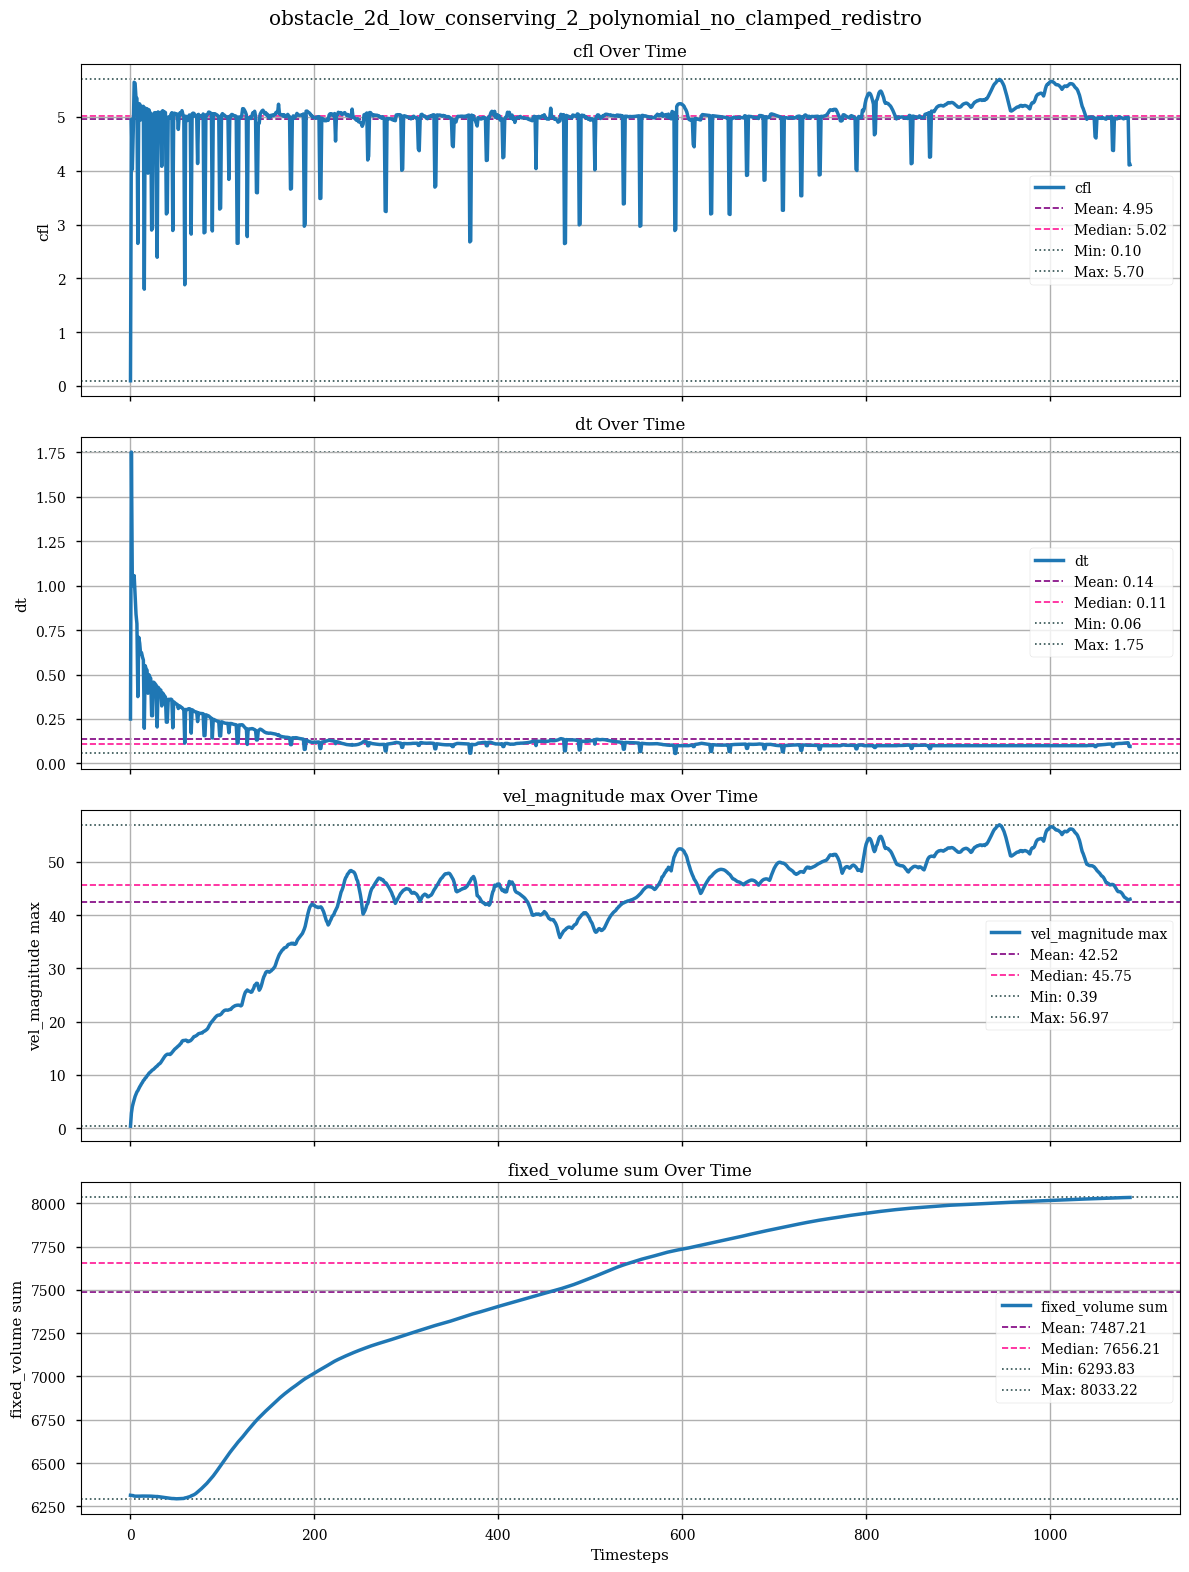 obstacle_2d_low_conserving_2_polynomial_no_clamped_redistro
cfl Over Time
5
4
3
2
1
0
cfl
cfl
Mean: 4.95
Median: 5.02
Min: 0.10
Max: 5.70
dt Over Time
1.75
1.50
1.25
1.00
0.75
0.50
0.25
0.00
dt
dt
Mean: 0.14
Median: 0.11
Min: 0.06
Max: 1.75
vel_magnitude max Over Time
50
40
30
20
10
0
vel_magnitude max
vel_magnitude max
Mean: 42.52
Median: 45.75
Min: 0.39
Max: 56.97
fixed_volume sum Over Time
8000
7750
7500
7250
7000
6750
6500
6250
fixed_volume sum
fixed_volume sum
Mean: 7487.21
Median: 7656.21
Min: 6293.83
Max: 8033.22
0 200 400 600 800 1000
Timesteps